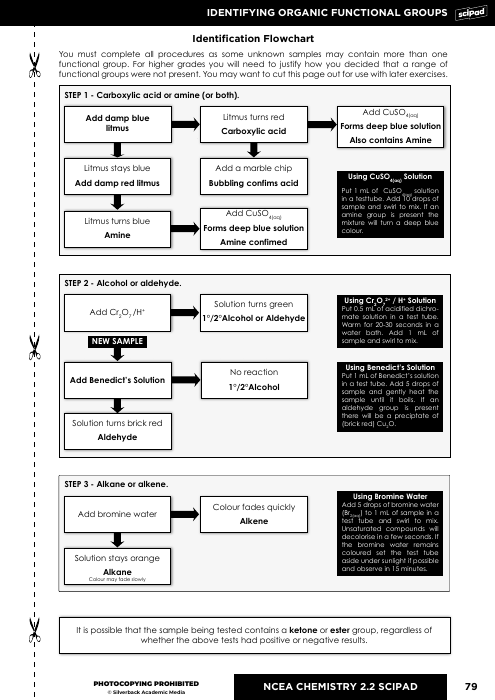 IDENTIFYING ORGANIC FUNCTIONAL GROUPS
scipad
Identification Flowchart
You must complete all procedures as some unknown samples may contain more than one
functional group. For higher grades you will need to justify how you decided that a range of
functional groups were not present. You may want to cut this page out for use with later exercises.
STEP 1 - Carboxylic acid or amine (or both).
Add damp blue
litmus
Litmus turns red
Carboxylic acid
Add CuSO4(aq)
Forms deep blue solution
Also contains Amine
Litmus stays blue
Add damp red litmus
Add a marble chip
Bubbling confims acid
Litmus turns blue
Amine
Add CuSO4(aq)
Forms deep blue solution
Amine confimed
Using CuSO4(aq) Solution
Put 1 mL of CuSO4(aq) solution
in a testtube. Add 10 drops of
sample and swirl to mix. If an
amine group is present the
mixture will turn a deep blue
colour.
STEP 2 - Alcohol or aldehyde.
Add Cr2O7 /H+
Solution turns green
1°/2°Alcohol or Aldehyde
NEW SAMPLE
Add Benedict's Solution
No reaction
1°/2°Alcohol
Solution turns brick red
Aldehyde
Using Cr2O7 2+ / H+ Solution
Put 0.5 mL of acidified dichro-
mate solution in a test tube.
Warm for 20-30 seconds in a
water bath. Add 1 mL of
sample and swirl to mix.
Using Benedict's Solution
Put 1 mL of Benedict's solution
in a test tube. Add 5 drops of
sample and gently heat the
sample until it boils. If an
aldehyde group is present
there will be a preciptate of
(brick red) Cu2O.
STEP 3 - Alkane or alkene.
Add bromine water
Colour fades quickly
Alkene
Solution stays orange
Alkane
Colour may fade slowly
Using Bromine Water
Add 5 drops of bromine water
(Br2(aq)) to 1 mL of sample in a
test tube and swirl to mix.
Unsaturated compounds will
decolorise in a few seconds. If
the bromine water remains
coloured set the test tube
aside under sunlight if possible
and observe in 15 minutes.
It is possible that the sample being tested contains a ketone or ester group, regardless of
whether the above tests had positive or negative results.
PHOTOCOPYING PROHIBITED
© Silverback Academic Media
NCEA CHEMISTRY 2.2 SCIPAD
79